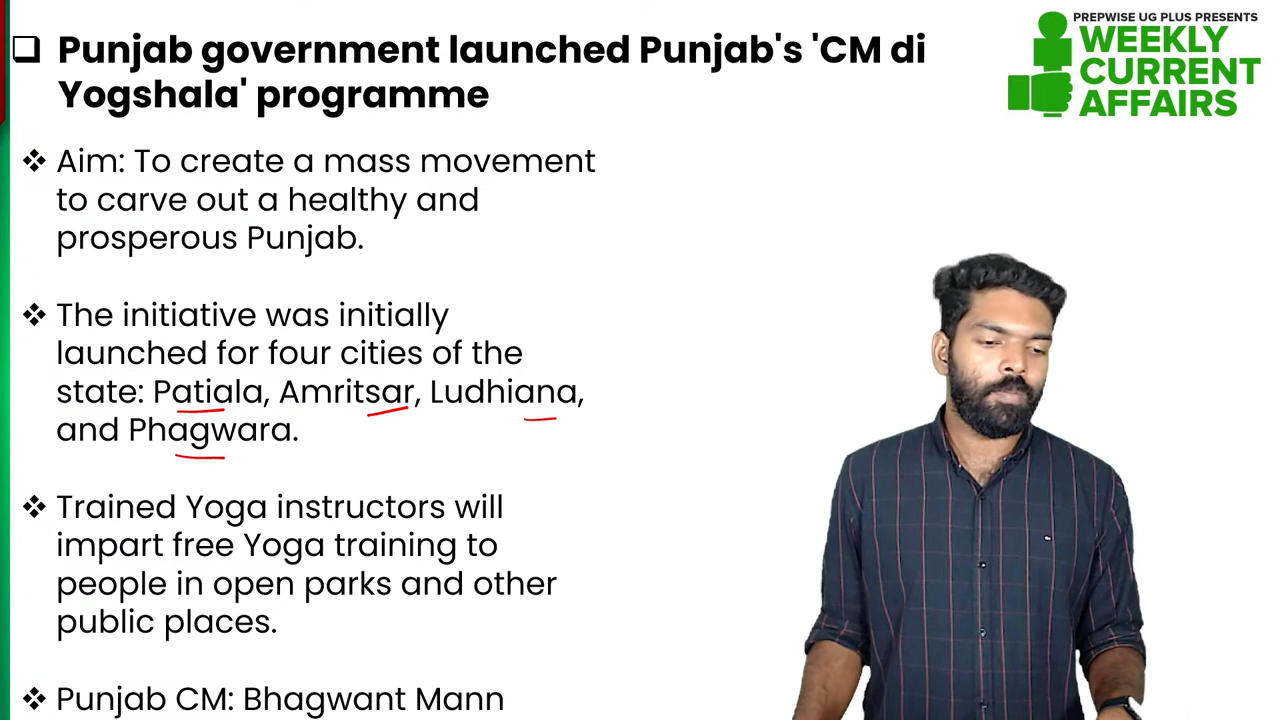 ❑ Punjab government launched Punjab's 'CM di
Yogshala' programme
PREPWISE UG PLUS PRESENTS
WEEKLY
CURRENT
AFFAIRS
❖ Aim: To create a mass movement
to carve out a healthy and
prosperous Punjab.
❖ The initiative was initially
launched for four cities of the
state: Patiala, Amritsar, Ludhiana,
and Phagwara.
❖ Trained Yoga instructors will
impart free Yoga training to
people in open parks and other
public places.
❖ Punjab CM: Bhagwant Mann